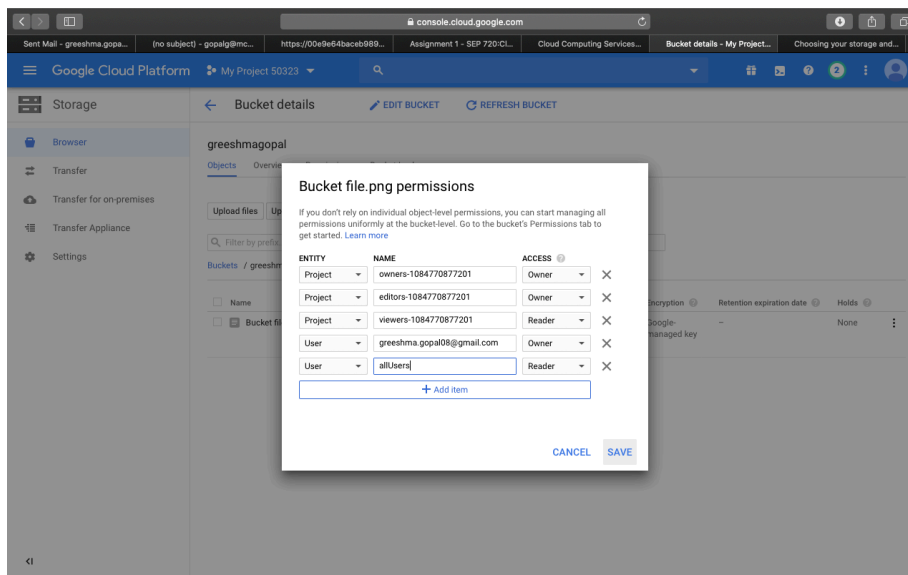 console.cloud.google.com
Sent Mail - greeshma.gopa...
(no subject) - gopalg@mc...
https://00e9e64baceb989...
Assignment 1 - SEP 720:Cl...
Cloud Computing Services...
Bucket details - My Project...
Choosing your storage and...
Google Cloud Platform
My Project 50323
2
Storage
Bucket details
EDIT BUCKET
REFRESH BUCKET
Browser
Transfer
Transfer for on-premises
Transfer Appliance
Settings
greeshmagopal
Objects Overvie
Upload files Up
Filter by prefix
Buckets / greeshm
Name
Encryption
Retention expiration date
Holds
Bucket fil
Google-
managed key
–
None
Bucket file.png permissions
If you don't rely on individual object-level permissions, you can start managing all
permissions uniformly at the bucket-level. Go to the bucket's Permissions tab to
get started. Learn more
ENTITY NAME ACCESS
Project owners-1084770877201 Owner
Project editors-1084770877201 Owner
Project viewers-1084770877201 Reader
User greeshma.gopal08@gmail.com Owner
User allUsers Reader
+ Add item
CANCEL SAVE